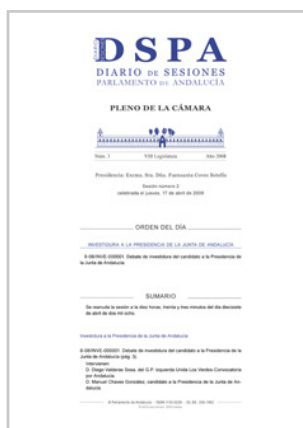 DIARIO
DSPA
DIARIO DE SESIONES
PARLAMENTO DE ANDALUCÍA
PLENO DE LA CÁMARA
Núm. 1 VIII Legislatura Año 2008
Presidencia: Excma. Sra. Dña. Fuensanta Coves Botella
Sesión número 2
celebrada el jueves, 17 de abril de 2008
ORDEN DEL DÍA
INVESTIDURA A LA PRESIDENCIA DE LA JUNTA DE ANDALUCÍA
8-08/INVE-000001. Debate de investidura del candidato a la Presidencia de
la Junta de Andalucía.
SUMARIO
Se reanuda la sesión a la diez horas, treinta y tres minutos del día diecisiete
de abril de dos mil ocho.
Investidura a la Presidencia de la Junta de Andalucía
8-08/INVE-000001. Debate de investidura del candidato a la Presidencia de la
Junta de Andalucía (pág. 3).
Intervienen:
D. Diego Valderas Sosa, del G.P. Izquierda Unida Los Verdes-Convocatoria
por Andalucía.
D. Manuel Chaves González, candidato a la Presidencia de la Junta de An-
dalucía.